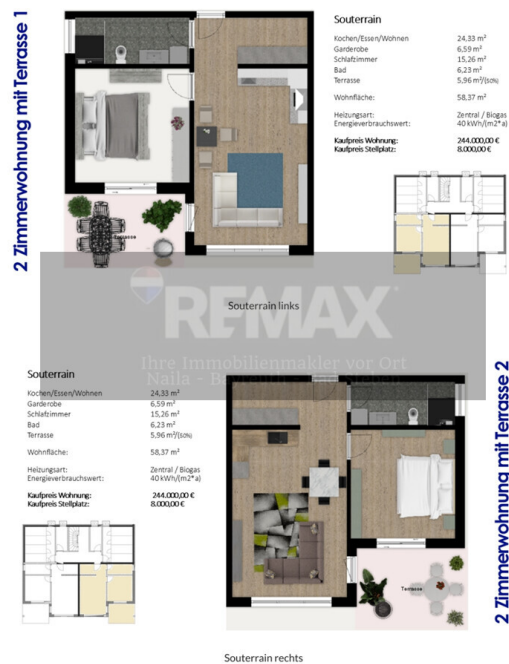 2 Zimmerwohnung mit Terrasse 1
Terrasse
Souterrain
Kochen/Essen/Wohnen 24,33 m²
Garderobe 6,59 m²
Schlafzimmer 15,26 m²
Bad 6,23 m²
Terrasse 5,96 m²/(50%)
Wohnfläche: 58,37 m²
Heizungsart: Zentral / Biogas
Energieverbrauchswert: 40 kWh/(m2*a)
Kaufpreis Wohnung: 244.000,00 €
Kaufpreis Stellplatz: 8.000,00 €
Souterrain links
RE/MAX
Ihre Immobilienmakler vor Ort
Naila -
Souterrain
Kochen/Essen/Wohnen 24,33 m²
Garderobe 6,59 m²
Schlafzimmer 15,26 m²
Bad 6,23 m²
Terrasse 5,96 m²/(50%)
Wohnfläche: 58,37 m²
Heizungsart: Zentral / Biogas
Energieverbrauchswert: 40 kWh/(m2*a)
Kaufpreis Wohnung: 244.000,00 €
Kaufpreis Stellplatz: 8.000,00 €
Terrasse
2 Zimmerwohnung mit Terrasse 2
Souterrain rechts